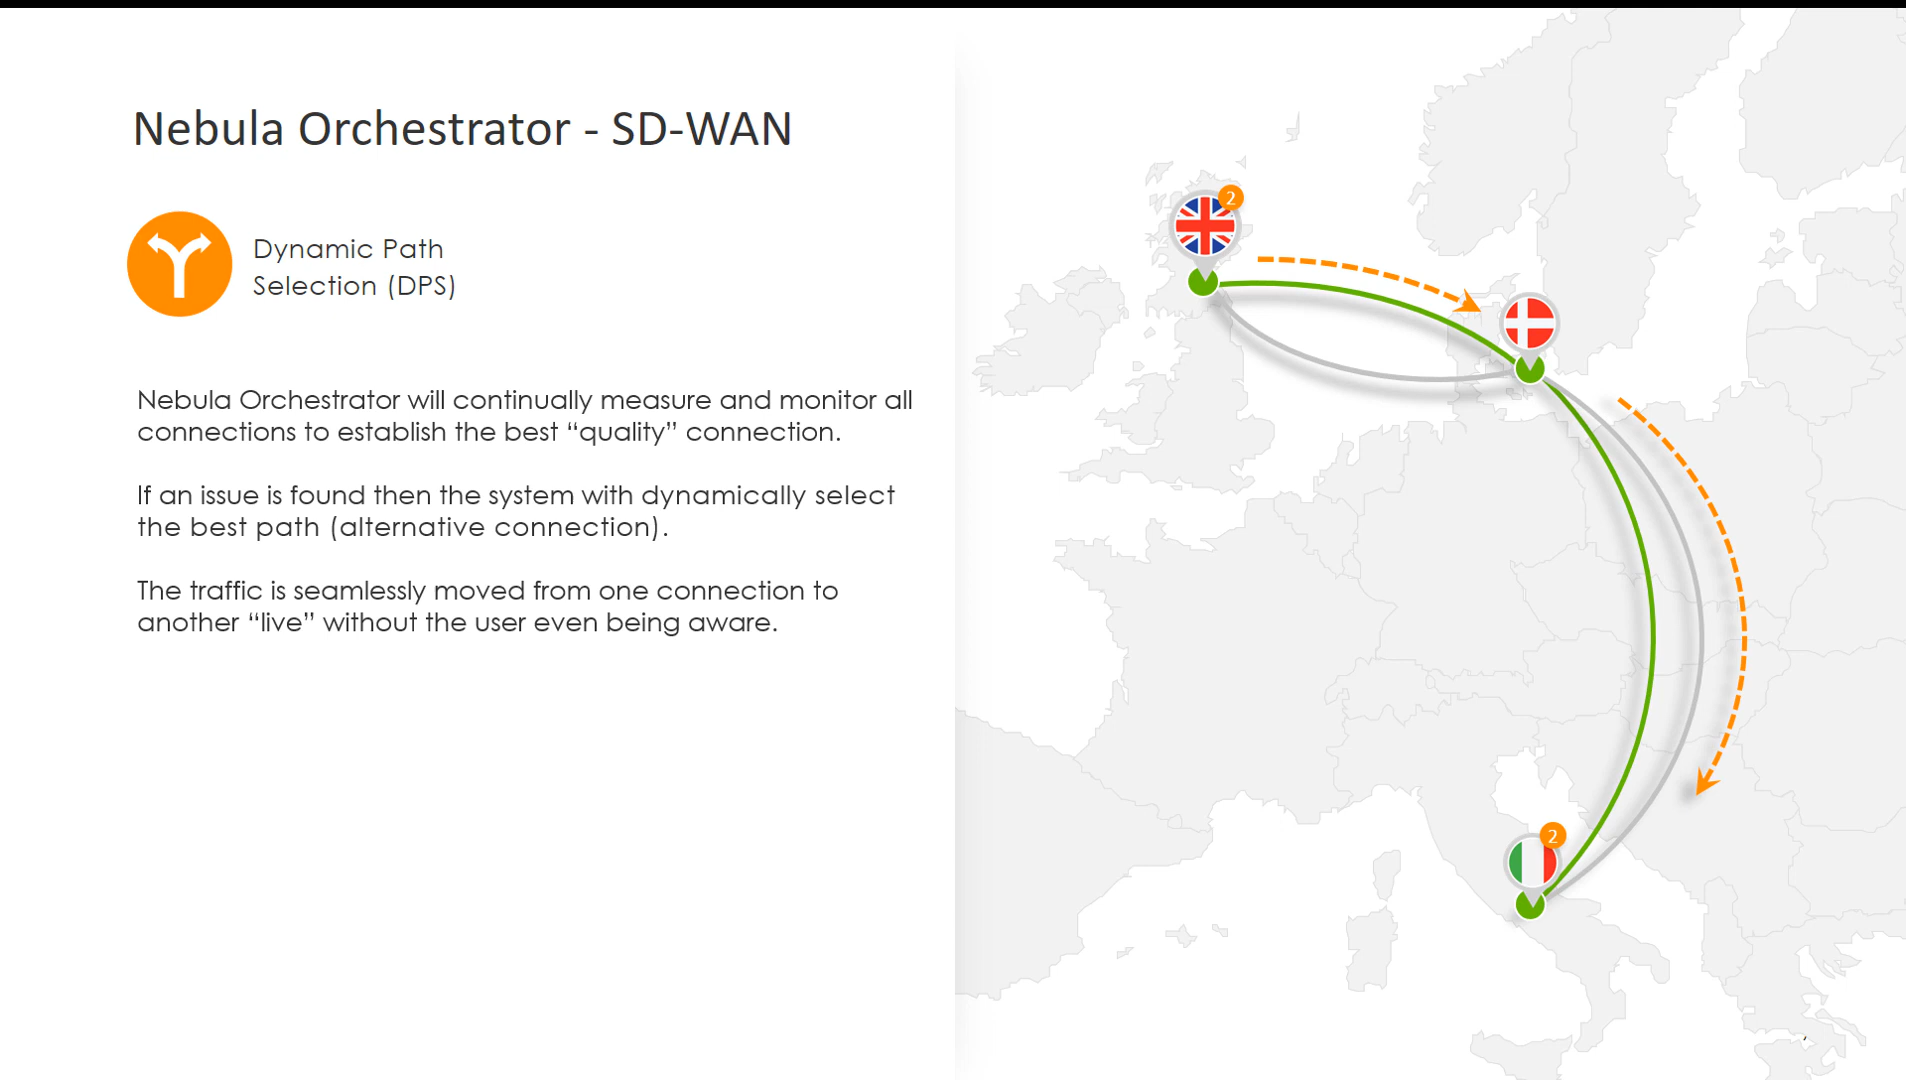 Nebula Orchestrator - SD-WAN
Dynamic Path
Selection (DPS)
Nebula Orchestrator will continually measure and monitor all
connections to establish the best “quality” connection.
If an issue is found then the system with dynamically select
the best path (alternative connection).
The traffic is seamlessly moved from one connection to
another “live” without the user even being aware.
2
2